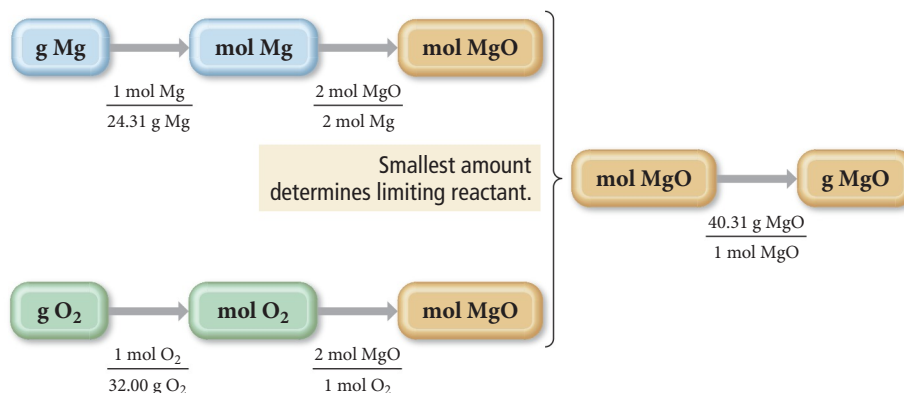 g Mg
mol Mg
mol MgO
1 mol Mg
24.31 g Mg
2 mol MgO
2 mol Mg
Smallest amount
determines limiting reactant.
mol MgO
g MgO
40.31 g MgO
1 mol MgO
g O₂
mol O₂
mol MgO
1 mol O₂
32.00 g O₂
2 mol MgO
1 mol O₂